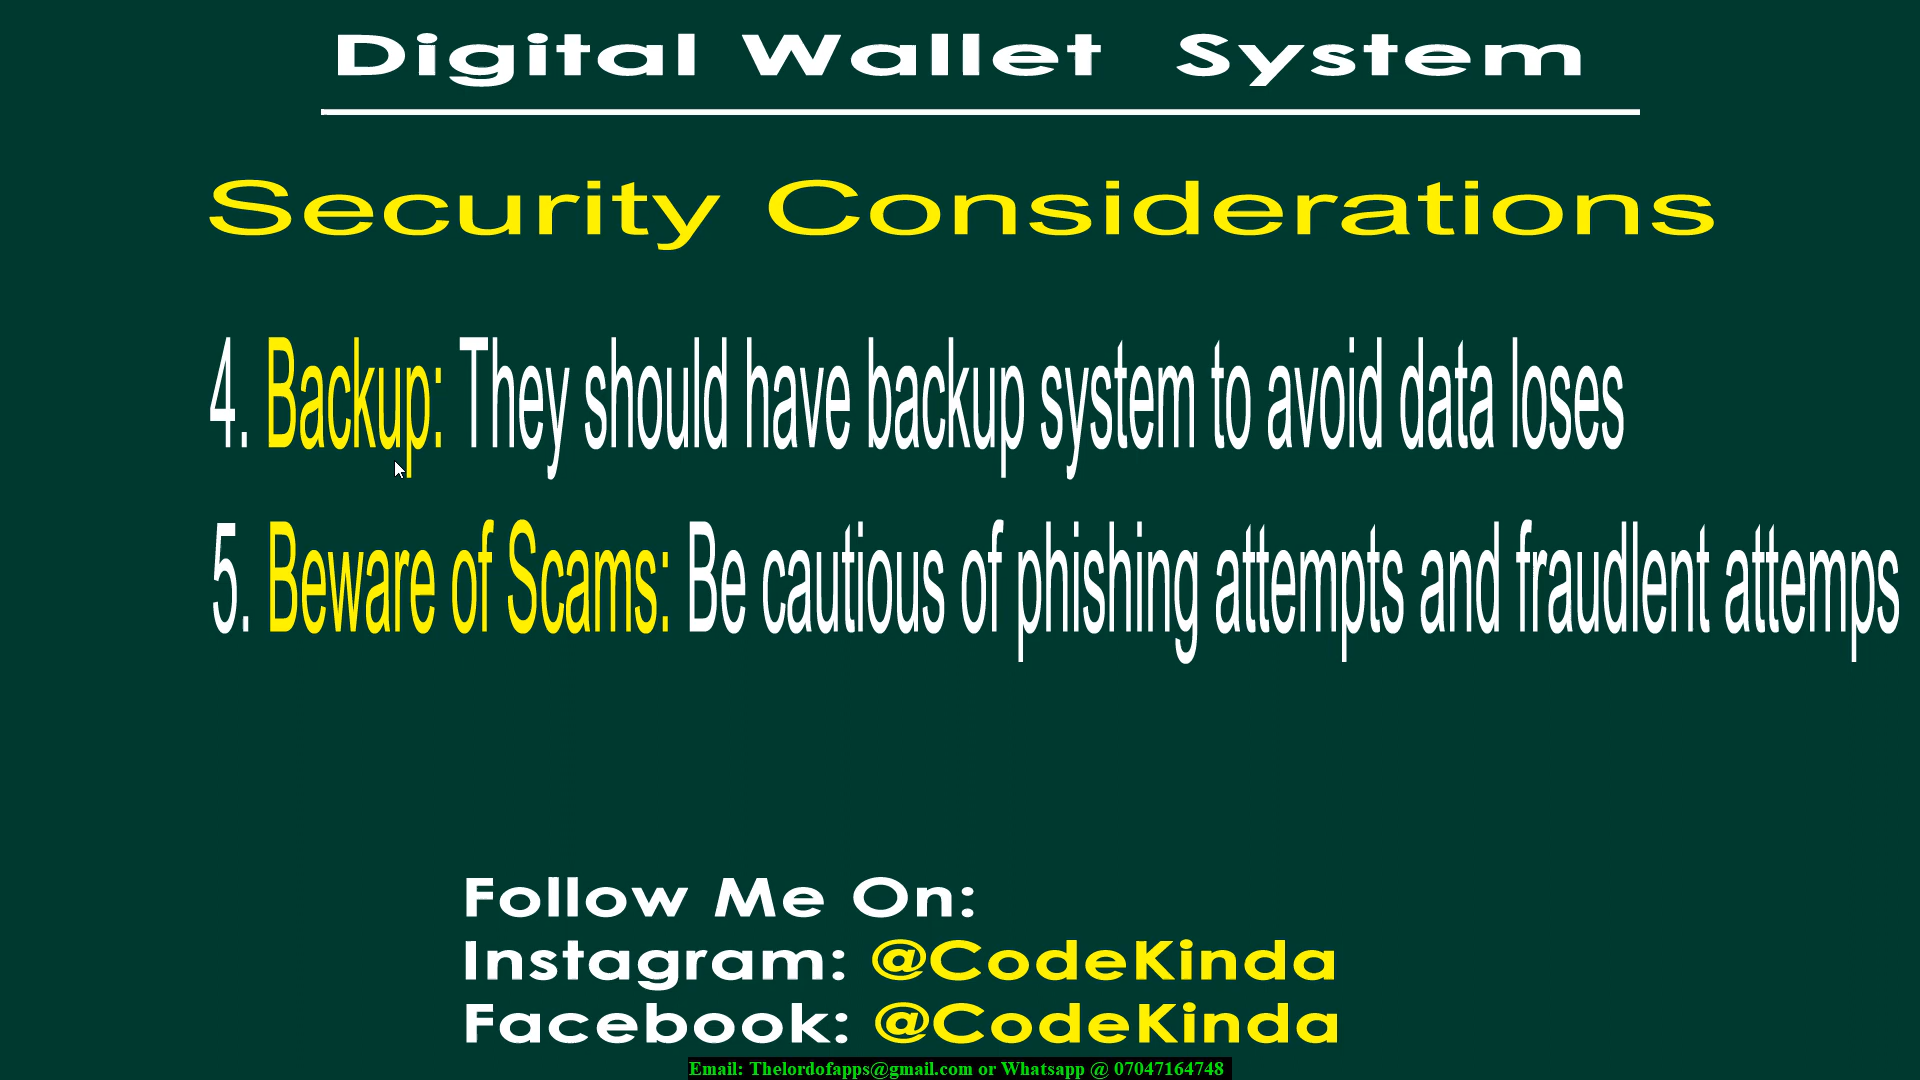 Digital Wallet System
Security Considerations
4. Backup: They should have backup system to avoid data loses
5. Beware of Scams: Be cautious of phishing attempts and fraudlent attemps
Follow Me On:
Instagram: @CodeKinda
Facebook: @CodeKinda
Email: Thelordofapps@gmail.com or Whatsapp @ 07047164748